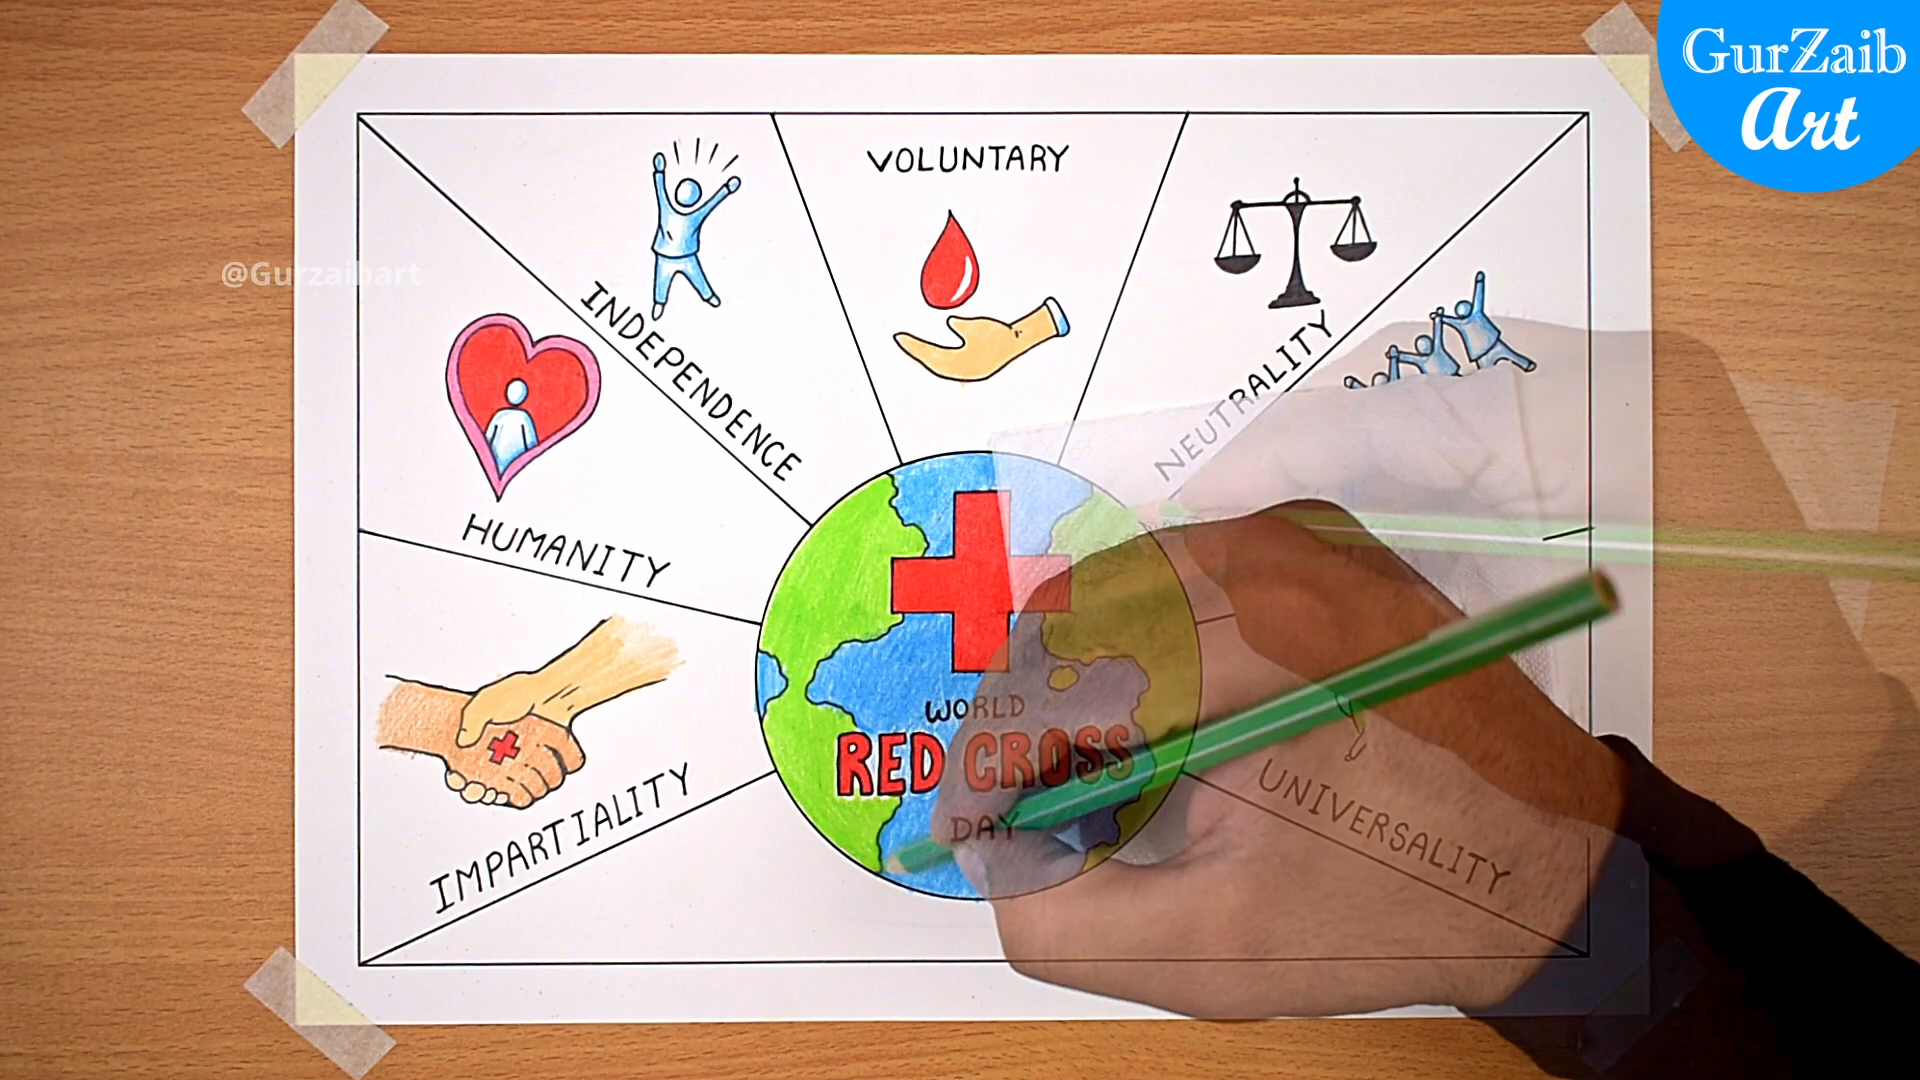 GurZaib
Art
VOLUNTARY
@Gurzaibart
INDEPENDENCE
NEUTRALITY
HUMANITY
WORLD
RED CROSS
DAY
IMPARTIALITY
UNIVERSALITY